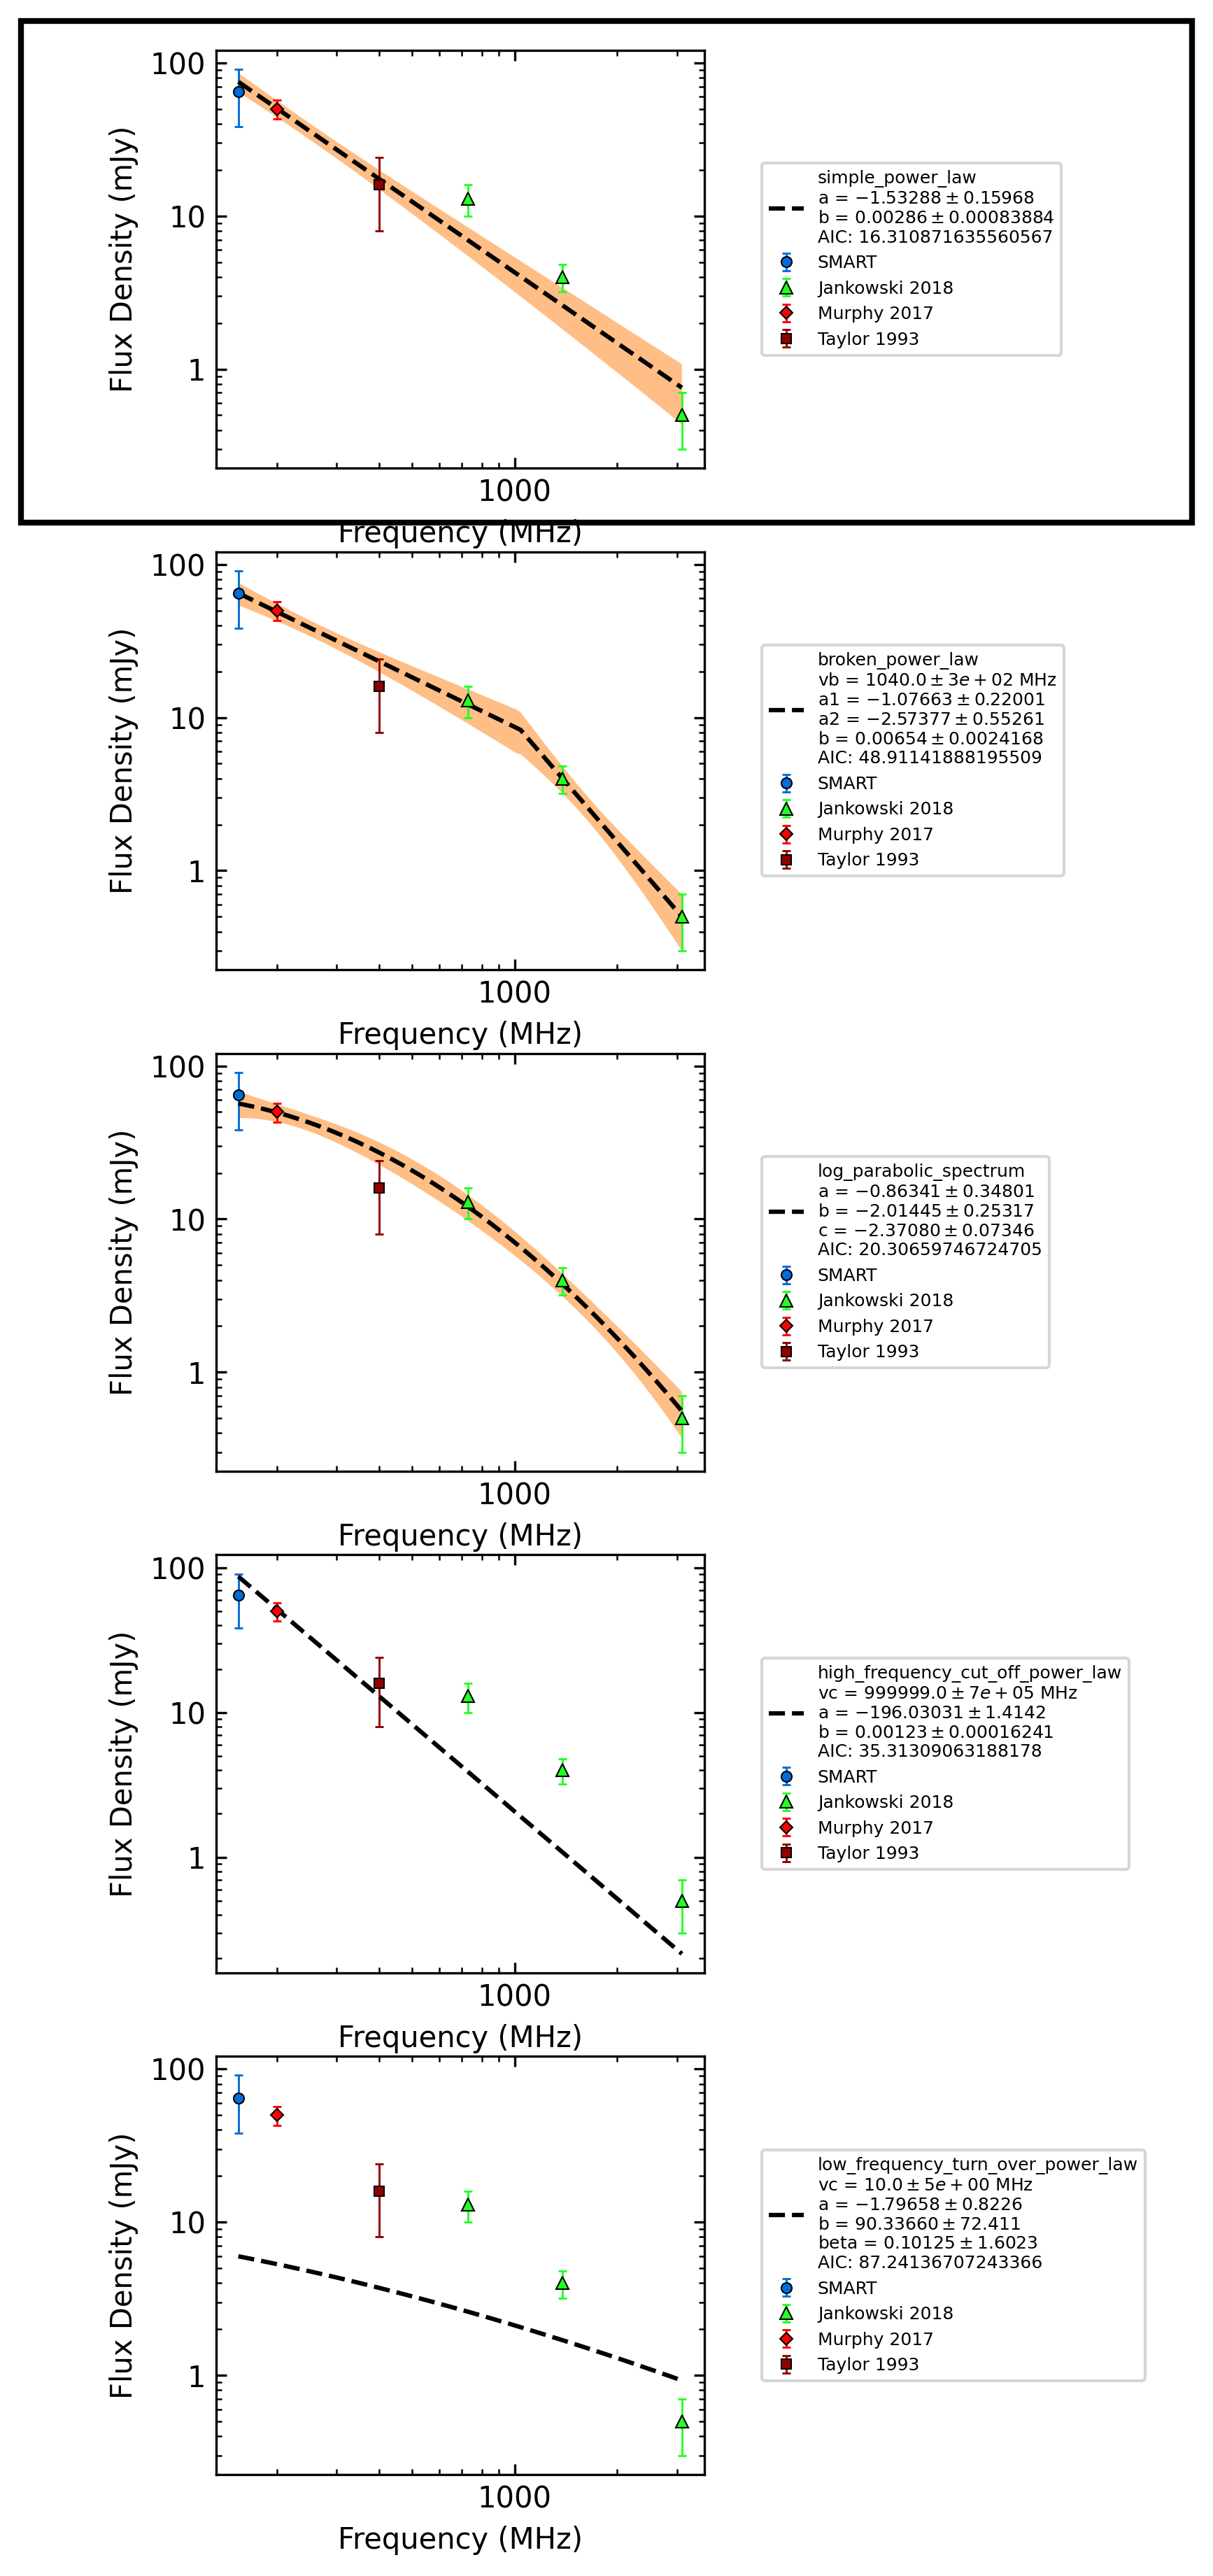 100
10
1
Flux Density (mJy)
1000
Frequency (MHz)
simple_power_law
a = −1.53288 ± 0.15968
b = 0.00286 ± 0.00083884
AIC: 16.310871635560567
SMART
Jankowski 2018
Murphy 2017
Taylor 1993
100
10
1
Flux Density (mJy)
1000
Frequency (MHz)
broken_power_law
vb = 1040.0 ± 3e + 02 MHz
a1 = −1.07663 ± 0.22001
a2 = −2.57377 ± 0.55261
b = 0.00654 ± 0.0024168
AIC: 48.91141888195509
SMART
Jankowski 2018
Murphy 2017
Taylor 1993
100
10
1
Flux Density (mJy)
1000
Frequency (MHz)
log_parabolic_spectrum
a = −0.86341 ± 0.34801
b = −2.01445 ± 0.25317
c = −2.37080 ± 0.07346
AIC: 20.30659746724705
SMART
Jankowski 2018
Murphy 2017
Taylor 1993
100
10
1
Flux Density (mJy)
1000
Frequency (MHz)
high_frequency_cut_off_power_law
vc = 999999.0 ± 7e + 05 MHz
a = −196.03031 ± 1.4142
b = 0.00123 ± 0.00016241
AIC: 35.31309063188178
SMART
Jankowski 2018
Murphy 2017
Taylor 1993
100
10
1
Flux Density (mJy)
1000
Frequency (MHz)
low_frequency_turn_over_power_law
vc = 10.0 ± 5e + 00 MHz
a = −1.79658 ± 0.8226
b = 90.33660 ± 72.411
beta = 0.10125 ± 1.6023
AIC: 87.24136707243366
SMART
Jankowski 2018
Murphy 2017
Taylor 1993